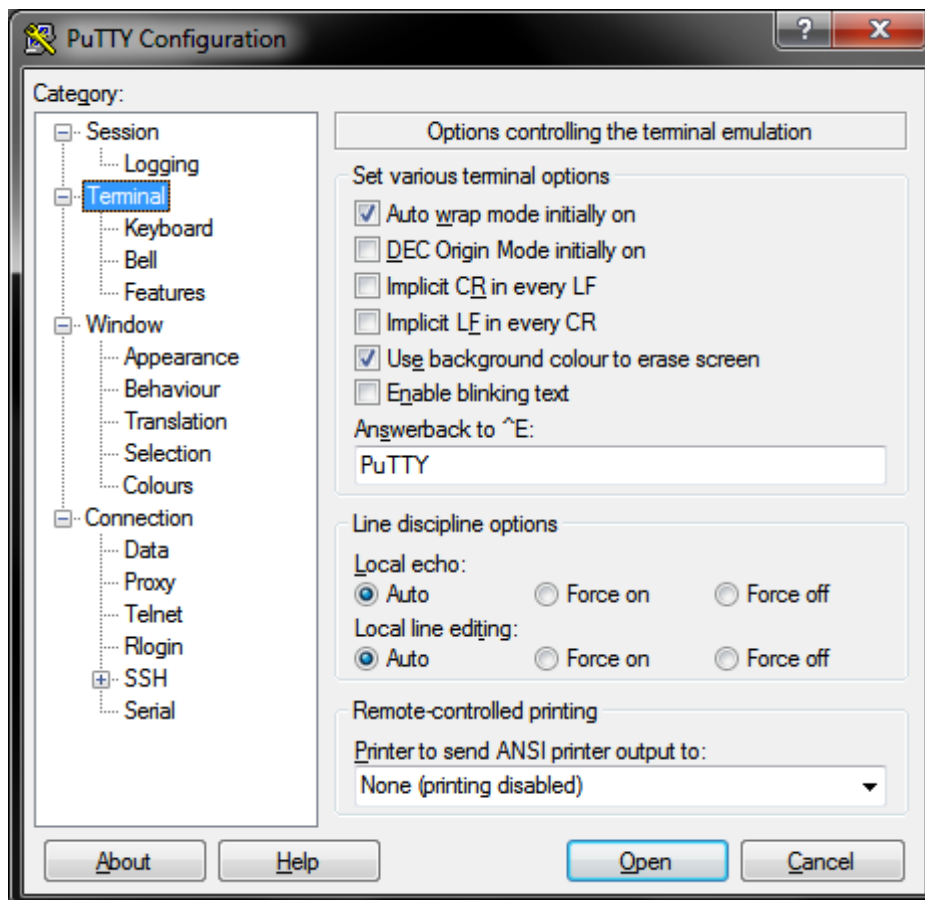 PuTTY Configuration
Category:
Session
Logging
Terminal
Keyboard
Bell
Features
Window
Appearance
Behaviour
Translation
Selection
Colours
Connection
Data
Proxy
Telnet
Rlogin
SSH
Serial
Options controlling the terminal emulation
Set various terminal options
Auto wrap mode initially on
DEC Origin Mode initially on
Implicit CR in every LF
Implicit LF in every CR
Use background colour to erase screen
Enable blinking text
Answerback to ^E:
PuTTY
Line discipline options
Local echo:
Auto Force on Force off
Local line editing:
Auto Force on Force off
Remote-controlled printing
Printer to send ANSI printer output to:
None (printing disabled)
About Help Open Cancel